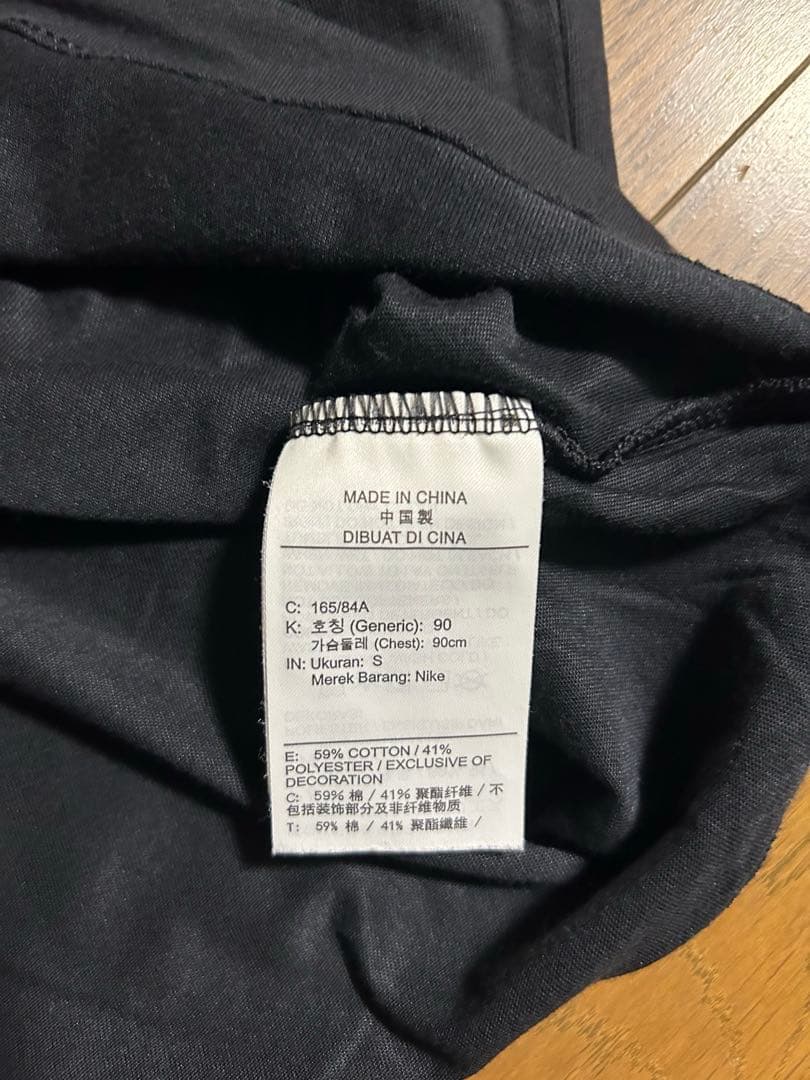 MADE IN CHINA
中国製
DIBUAT DI CINA
C: 165/84A
K: 호칭 (Generic): 90
가슴둘레 (Chest): 90cm
IN: Ukuran: S
Merek Barang: Nike
E: 59% COTTON / 41%
POLYESTER / EXCLUSIVE OF
DECORATION
C: 59% 棉 / 41% 聚酯纤维 / 不
包括装饰部分及非纤维物质
T: 59% 棉 / 41% 聚酯纖維 /